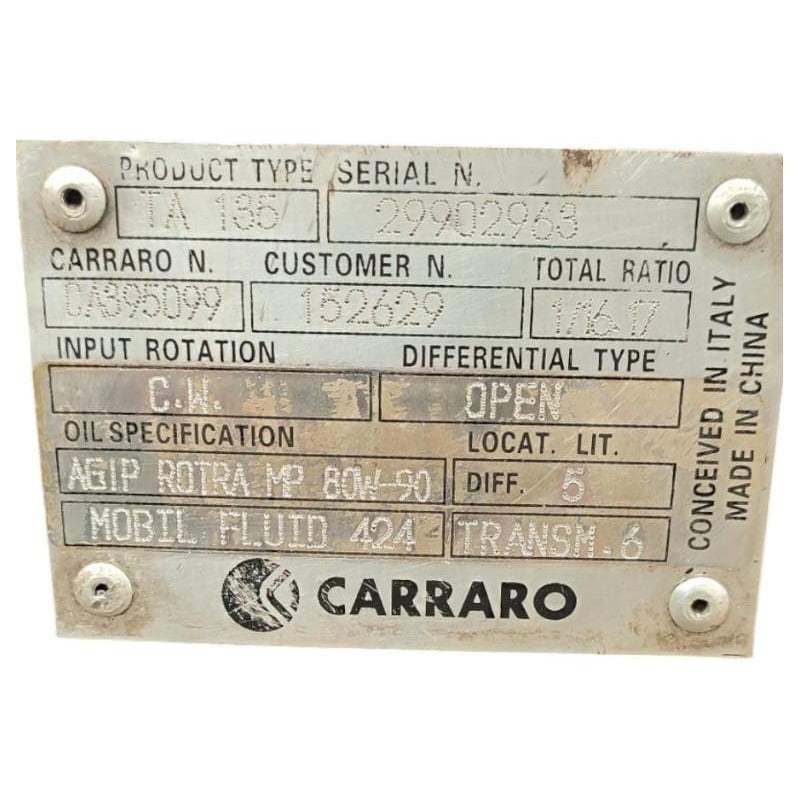 PRODUCT TYPE SERIAL N.
TA 135 29902963
CARRARO N. CUSTOMER N. TOTAL RATIO
CA395099 152629 1/16.17
INPUT ROTATION DIFFERENTIAL TYPE
C.W. OPEN
OIL SPECIFICATION LOCAT. LIT.
AGIP ROTRA MP 80W-90 DIFF. 5
MOBIL FLUID 424 TRANSM. 6
CARRARO
CONCEIVED IN ITALY
MADE IN CHINA